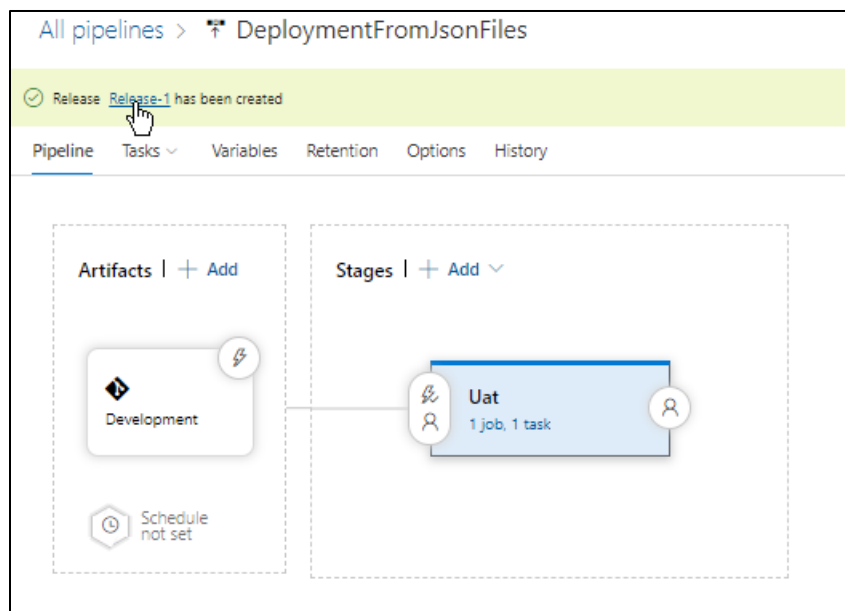 All pipelines > DeploymentFromJsonFiles
Release Release-1 has been created
Pipeline Tasks Variables Retention Options History
Artifacts | + Add
Stages | + Add
Development
Uat
1 job, 1 task
Schedule
not set